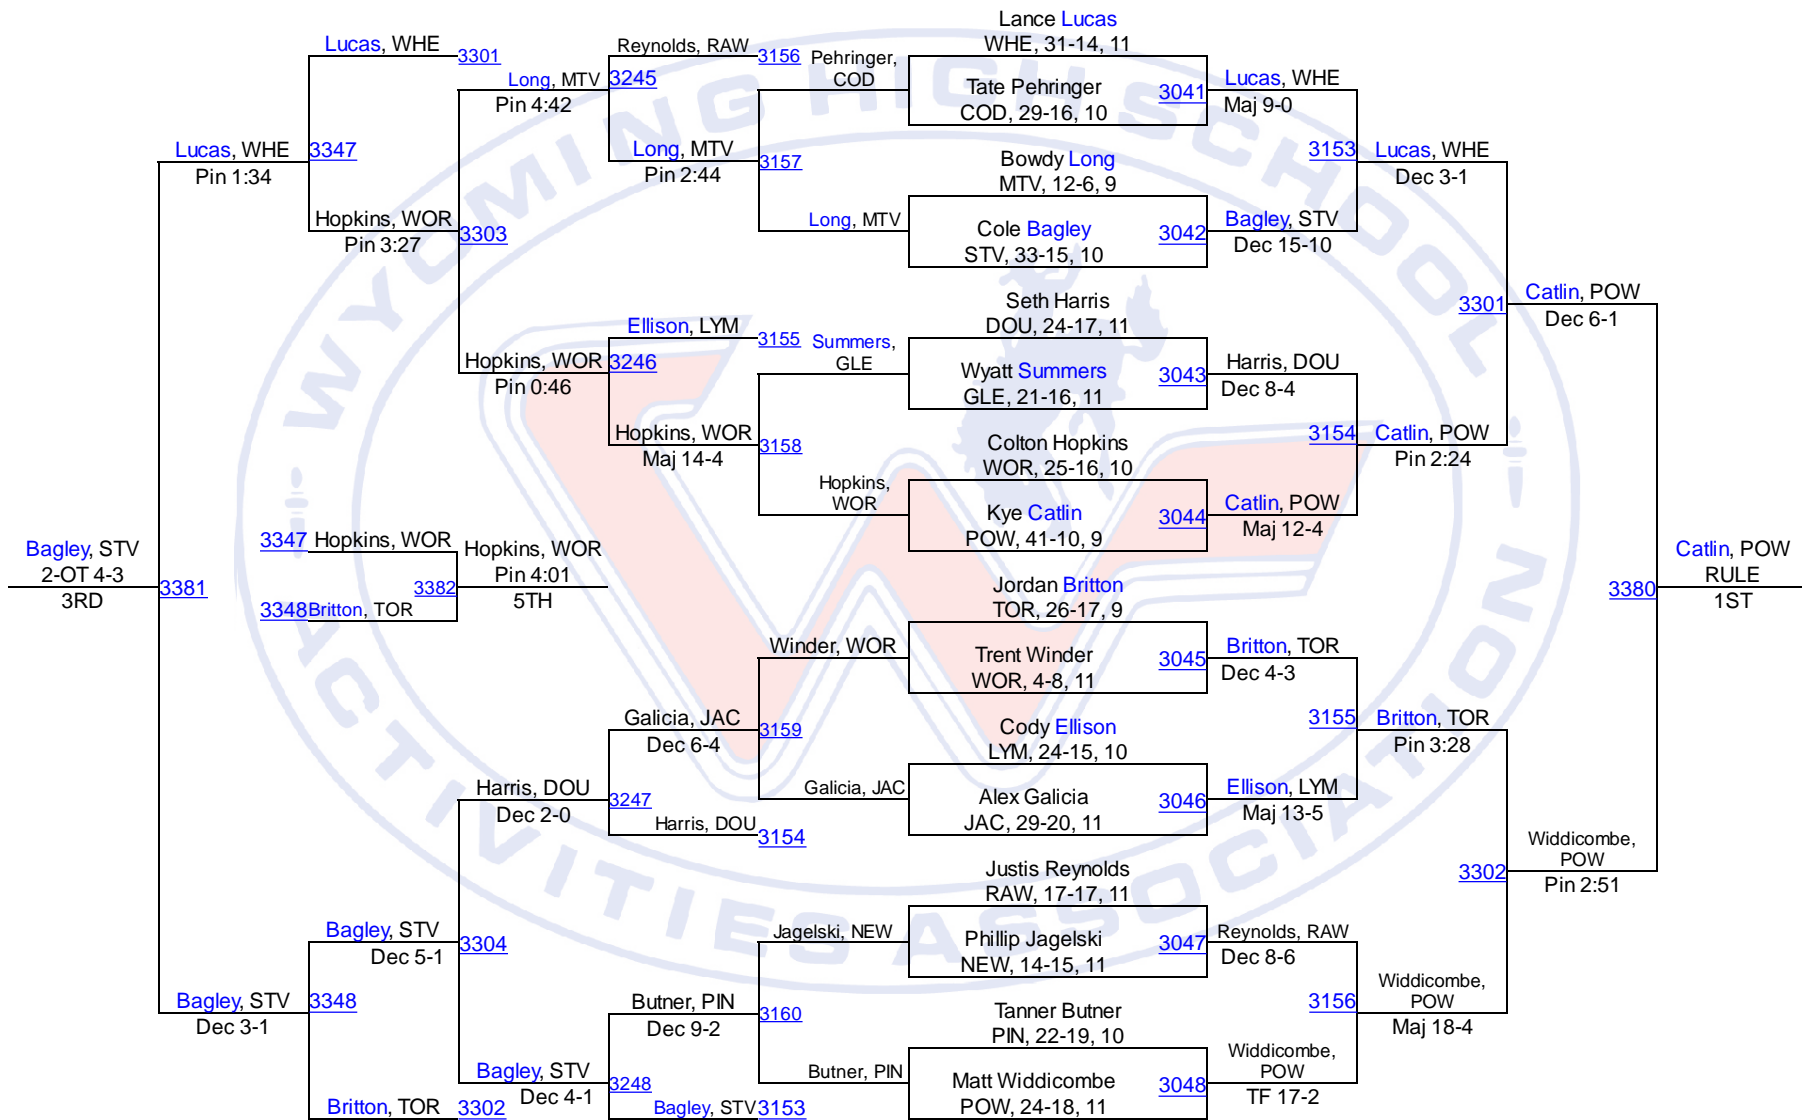 Lance Lucas
WHE, 31-14, 11
Tate Pehringer
COD, 29-16, 10
3041
Bowdy Long
MTV, 12-6, 9
Cole Bagley
STV, 33-15, 10
3042
Seth Harris
DOU, 24-17, 11
Wyatt Summers
GLE, 21-16, 11
3043
Colton Hopkins
WOR, 25-16, 10
Kye Catlin
POW, 41-10, 9
3044
Jordan Britton
TOR, 26-17, 9
Trent Winder
WOR, 4-8, 11
3045
Cody Ellison
LYM, 24-15, 10
Alex Galicia
JAC, 29-20, 11
3046
Justis Reynolds
RAW, 17-17, 11
Phillip Jagelski
NEW, 14-15, 11
3047
Tanner Butner
PIN, 22-19, 10
Matt Widdicombe
POW, 24-18, 11
3048
Lucas, WHE
Maj 9-0
Bagley, STV
Dec 15-10
Harris, DOU
Dec 8-4
Catlin, POW
Maj 12-4
Britton, TOR
Dec 4-3
Ellison, LYM
Maj 13-5
Reynolds, RAW
Dec 8-6
Widdicombe,
POW
TF 17-2
3153
Lucas, WHE
Dec 3-1
3154
Catlin, POW
Pin 2:24
3155
Britton, TOR
Pin 3:28
3156
Widdicombe,
POW
Maj 18-4
3301
Catlin, POW
Dec 6-1
3302
Widdicombe,
POW
Pin 2:51
3380
Catlin, POW
RULE
1ST
Pehringer,
COD
Long, MTV
Summers,
GLE
Hopkins,
WOR
Winder, WOR
Galicia, JAC
Jagelski, NEW
Butner, PIN
Reynolds, RAW
3156
Long, MTV
Pin 2:44
3157
Ellison, LYM
3155
Hopkins, WOR
Maj 14-4
3158
Galicia, JAC
Dec 6-4
3159
Harris, DOU
3154
Butner, PIN
Dec 9-2
3160
Bagley, STV
3153
Long, MTV
Pin 4:42
3245
Hopkins, WOR
Pin 0:46
3246
Harris, DOU
Dec 2-0
3247
Bagley, STV
Dec 4-1
3248
Lucas, WHE
3301
Hopkins, WOR
Pin 3:27
3303
Bagley, STV
Dec 5-1
3304
Britton, TOR
3302
Lucas, WHE
Pin 1:34
3347
Bagley, STV
Dec 3-1
3348
3347
Hopkins, WOR
3348
Britton, TOR
3382
Hopkins, WOR
Pin 4:01
5TH
Bagley, STV
2-OT 4-3
3RD
3381
WYOMING HIGH SCHOOL
ACTIVITIES ASSOCIATION